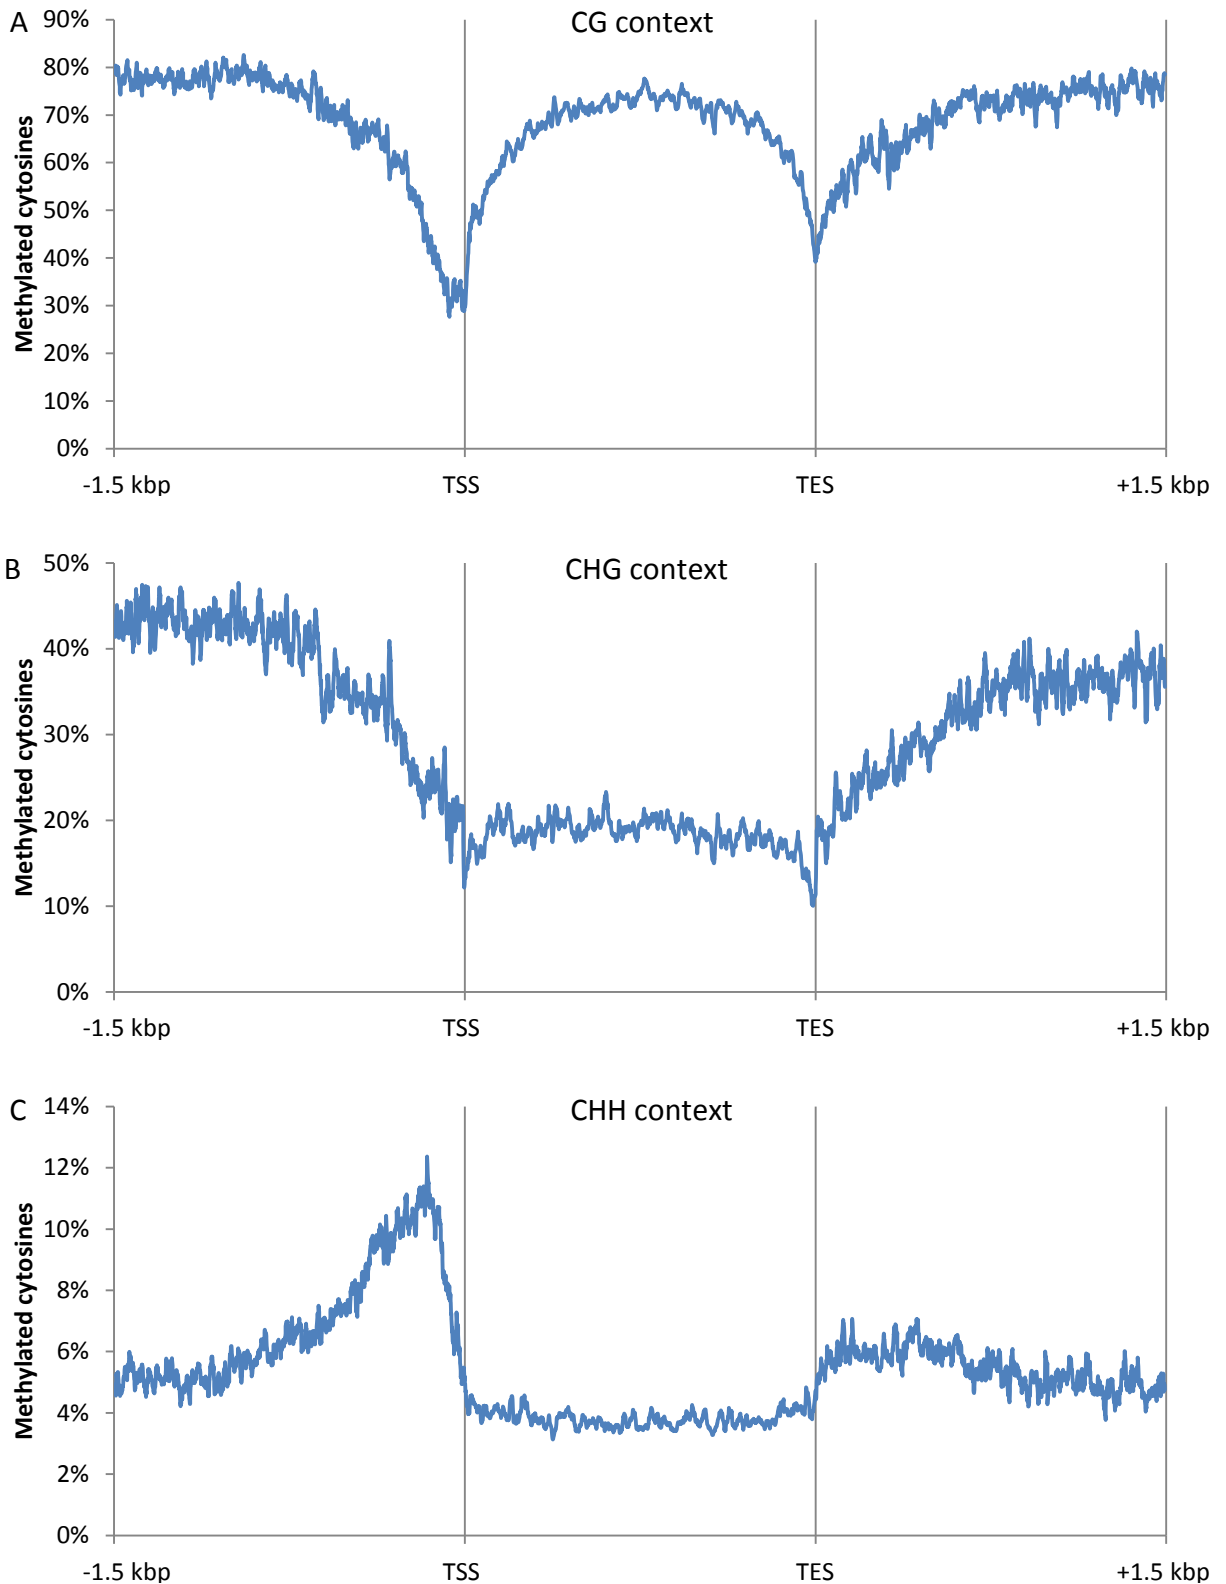 A
CG context
90%
80%
70%
60%
50%
40%
30%
20%
10%
0%
Methylated cytosines
-1.5 kbp TSS TES +1.5 kbp
B
CHG context
50%
40%
30%
20%
10%
0%
Methylated cytosines
-1.5 kbp TSS TES +1.5 kbp
C
CHH context
14%
12%
10%
8%
6%
4%
2%
0%
Methylated cytosines
-1.5 kbp TSS TES +1.5 kbp